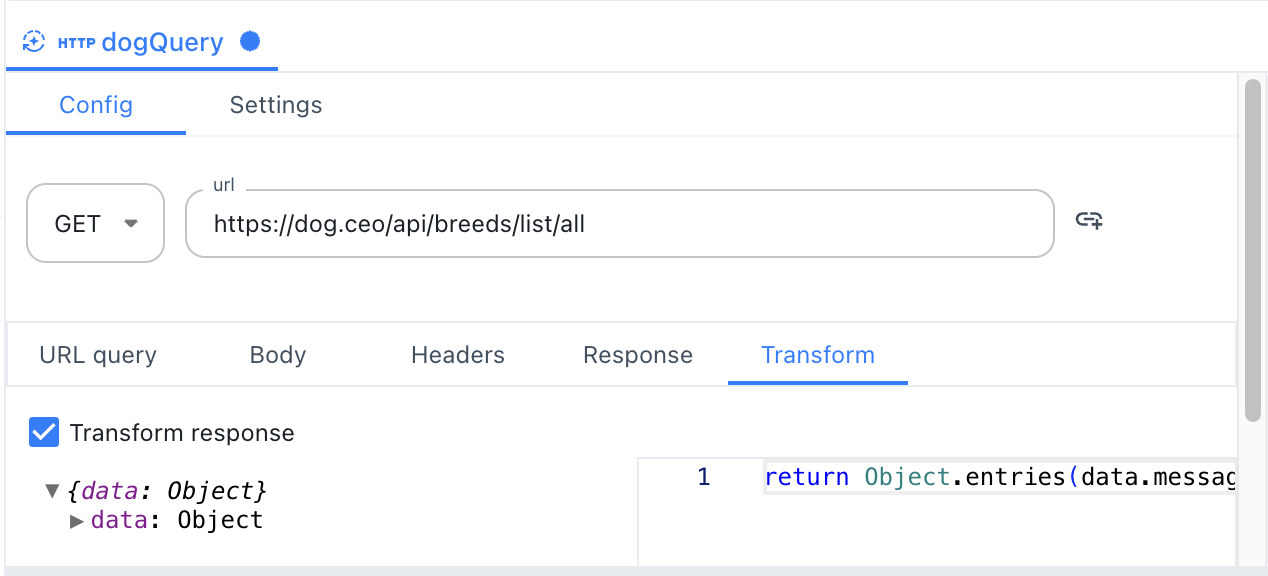 HTTP dogQuery
Config Settings
url
GET https://dog.ceo/api/breeds/list/all
URL query Body Headers Response Transform
Transform response
1 return Object.entries(data.messag
▼{data: Object}
▶data: Object